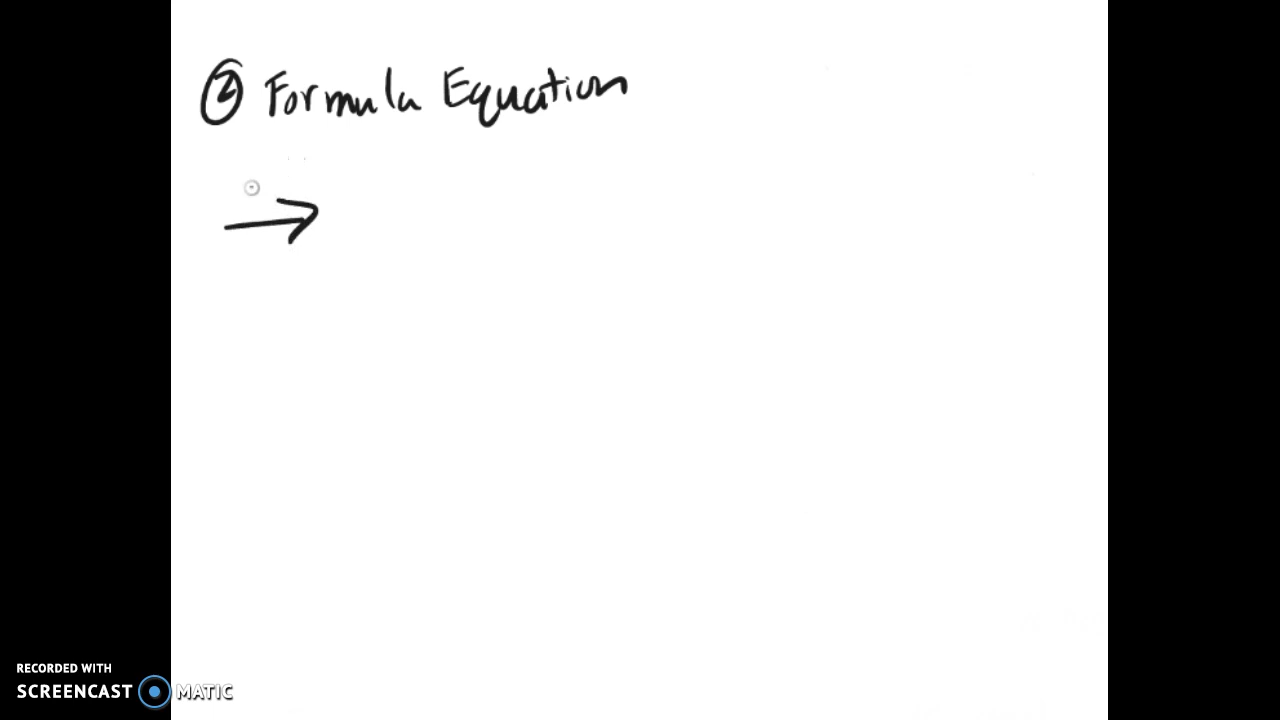 ② Formula Equation
→
RECORDED WITH
SCREENCAST MATIC